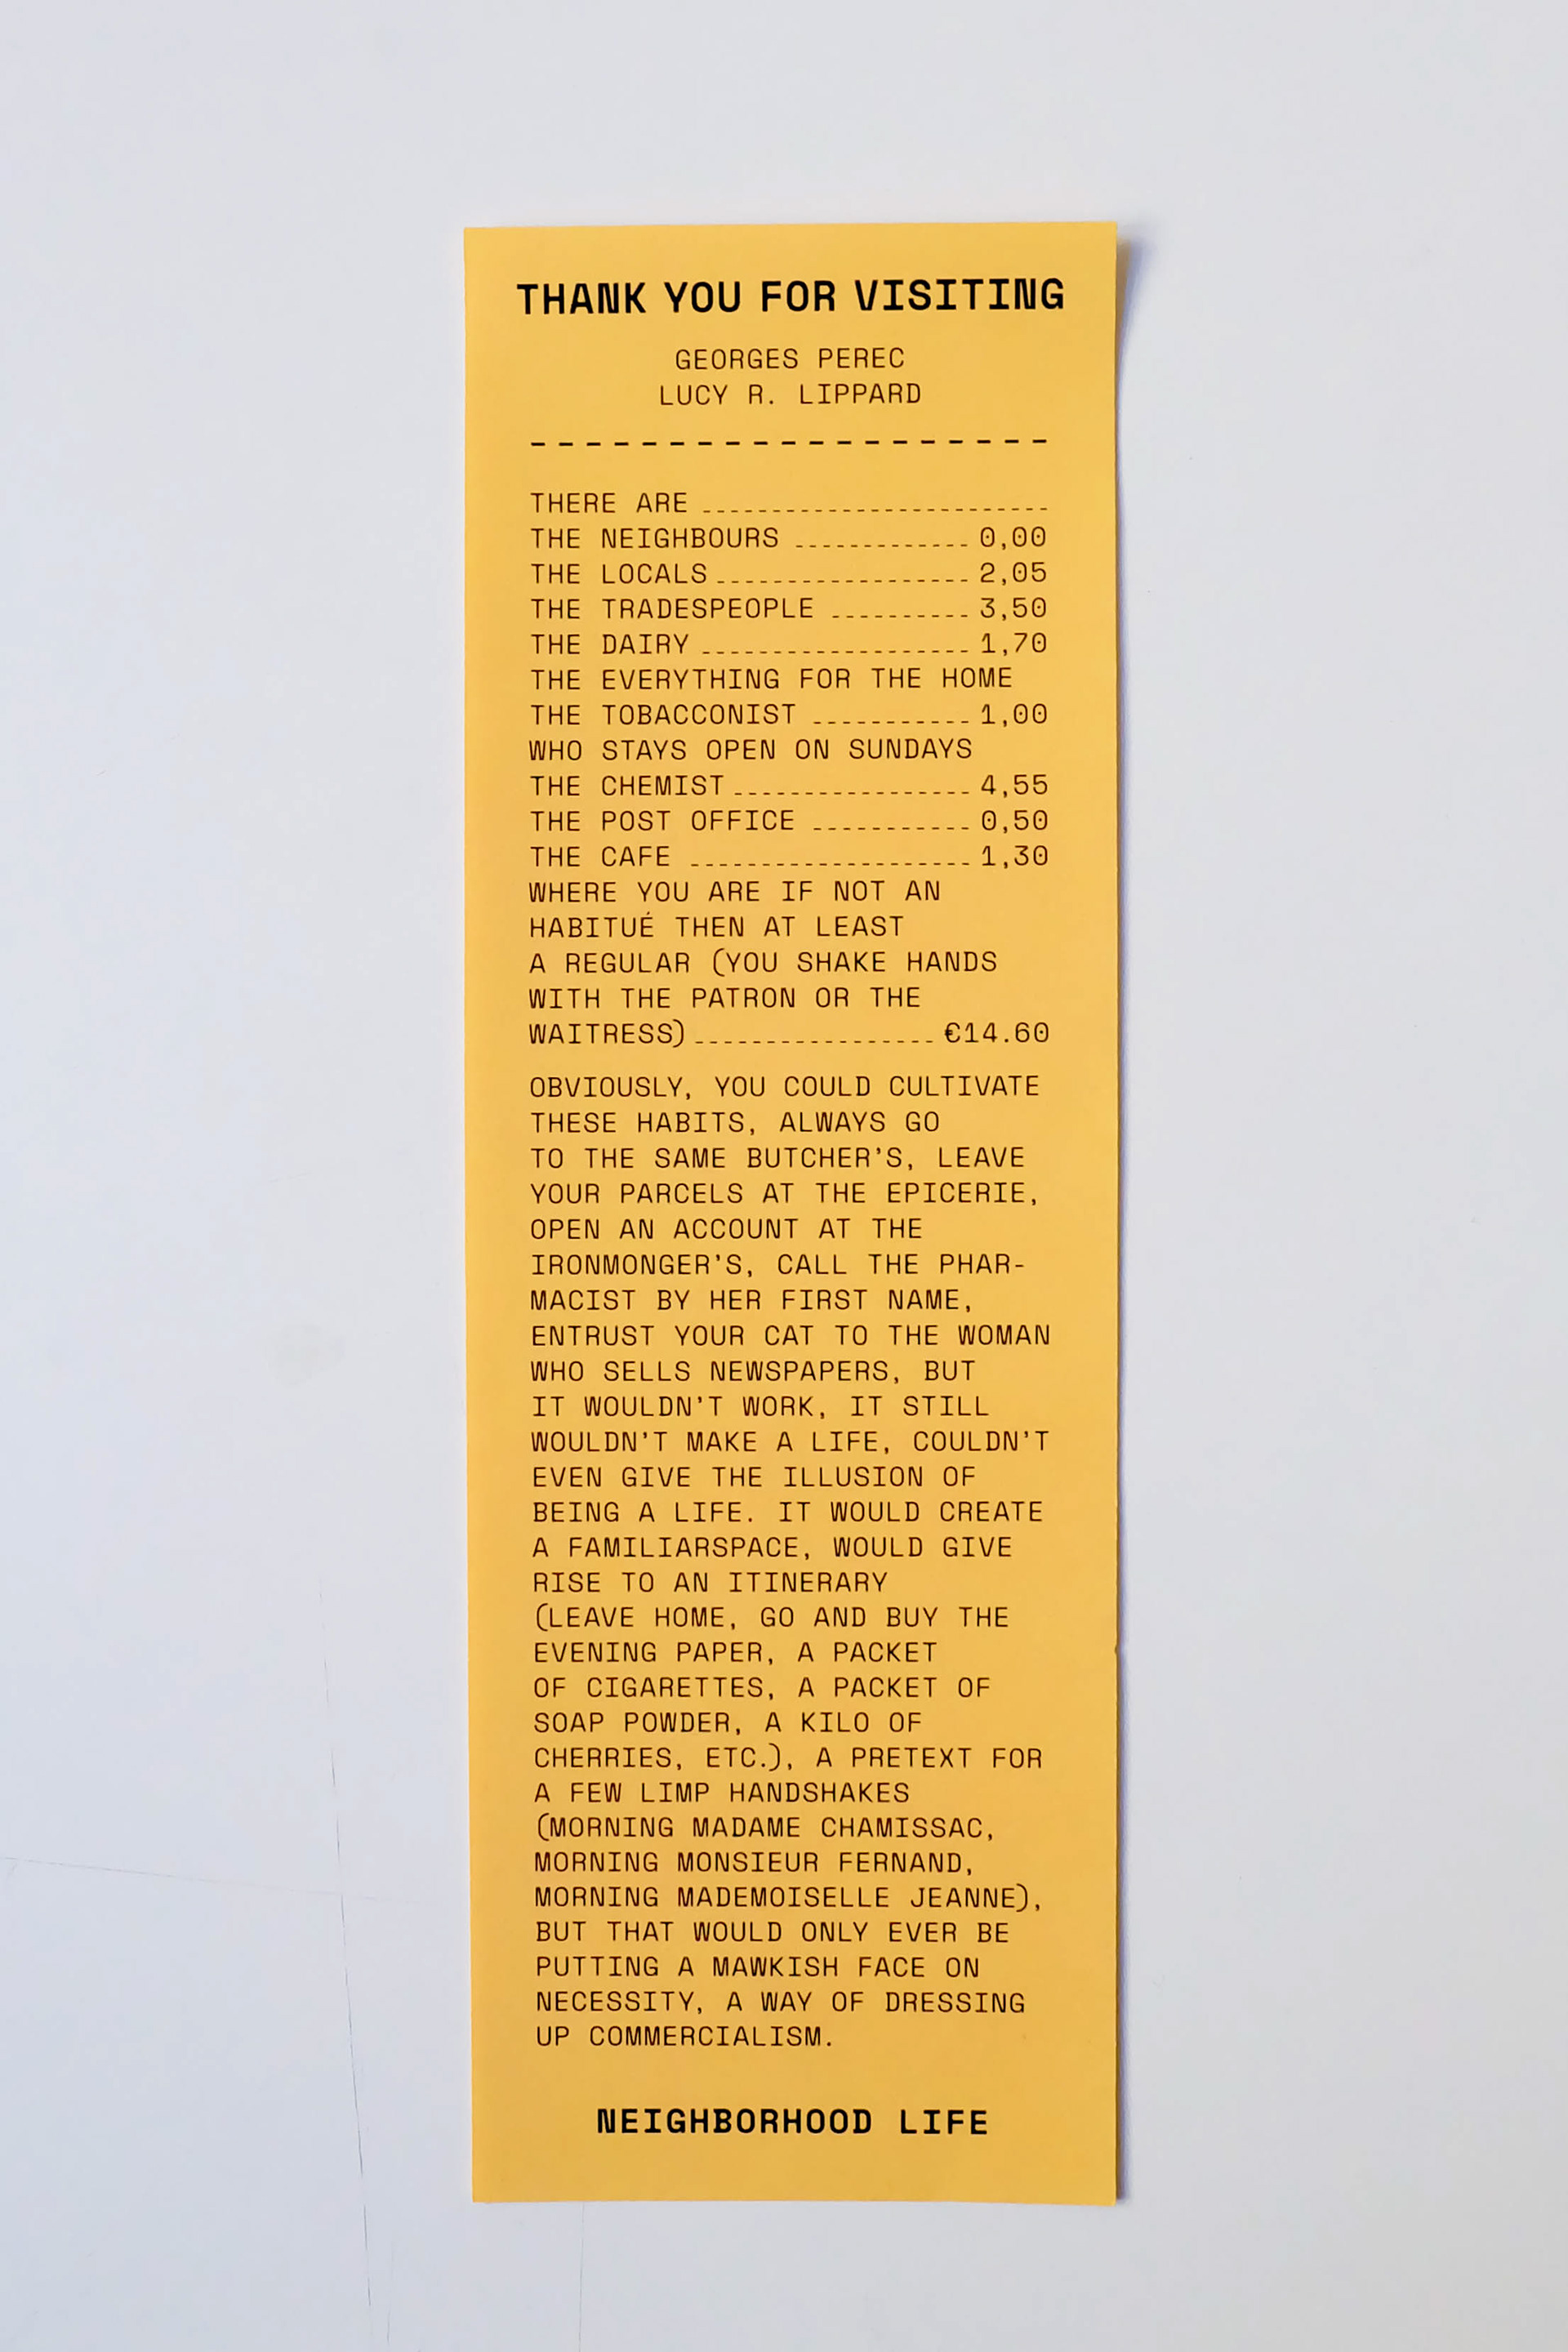 THANK YOU FOR VISITING
GEORGES PEREC
LUCY R. LIPPARD
THERE ARE
THE NEIGHBOURS 0,00
THE LOCALS 2,05
THE TRADESPEOPLE 3,50
THE DAIRY 1,70
THE EVERYTHING FOR THE HOME
THE TOBACCONIST 1,00
WHO STAYS OPEN ON SUNDAYS
THE CHEMIST 4,55
THE POST OFFICE 0,50
THE CAFE 1,30
WHERE YOU ARE IF NOT AN
HABITUÉ THEN AT LEAST
A REGULAR (YOU SHAKE HANDS
WITH THE PATRON OR THE
WAITRESS) €14.60
OBVIOUSLY, YOU COULD CULTIVATE
THESE HABITS, ALWAYS GO
TO THE SAME BUTCHER'S, LEAVE
YOUR PARCELS AT THE EPICERIE,
OPEN AN ACCOUNT AT THE
IRONMONGER'S, CALL THE PHAR-
MACIST BY HER FIRST NAME,
ENTRUST YOUR CAT TO THE WOMAN
WHO SELLS NEWSPAPERS, BUT
IT WOULDN'T WORK, IT STILL
WOULDN'T MAKE A LIFE, COULDN'T
EVEN GIVE THE ILLUSION OF
BEING A LIFE. IT WOULD CREATE
A FAMILIARSPACE, WOULD GIVE
RISE TO AN ITINERARY
(LEAVE HOME, GO AND BUY THE
EVENING PAPER, A PACKET
OF CIGARETTES, A PACKET OF
SOAP POWDER, A KILO OF
CHERRIES, ETC.), A PRETEXT FOR
A FEW LIMP HANDSHAKES
(MORNING MADAME CHAMISSAC,
MORNING MONSIEUR FERNAND,
MORNING MADEMOISELLE JEANNE),
BUT THAT WOULD ONLY EVER BE
PUTTING A MAWKISH FACE ON
NECESSITY, A WAY OF DRESSING
UP COMMERCIALISM.
NEIGHBORHOOD LIFE